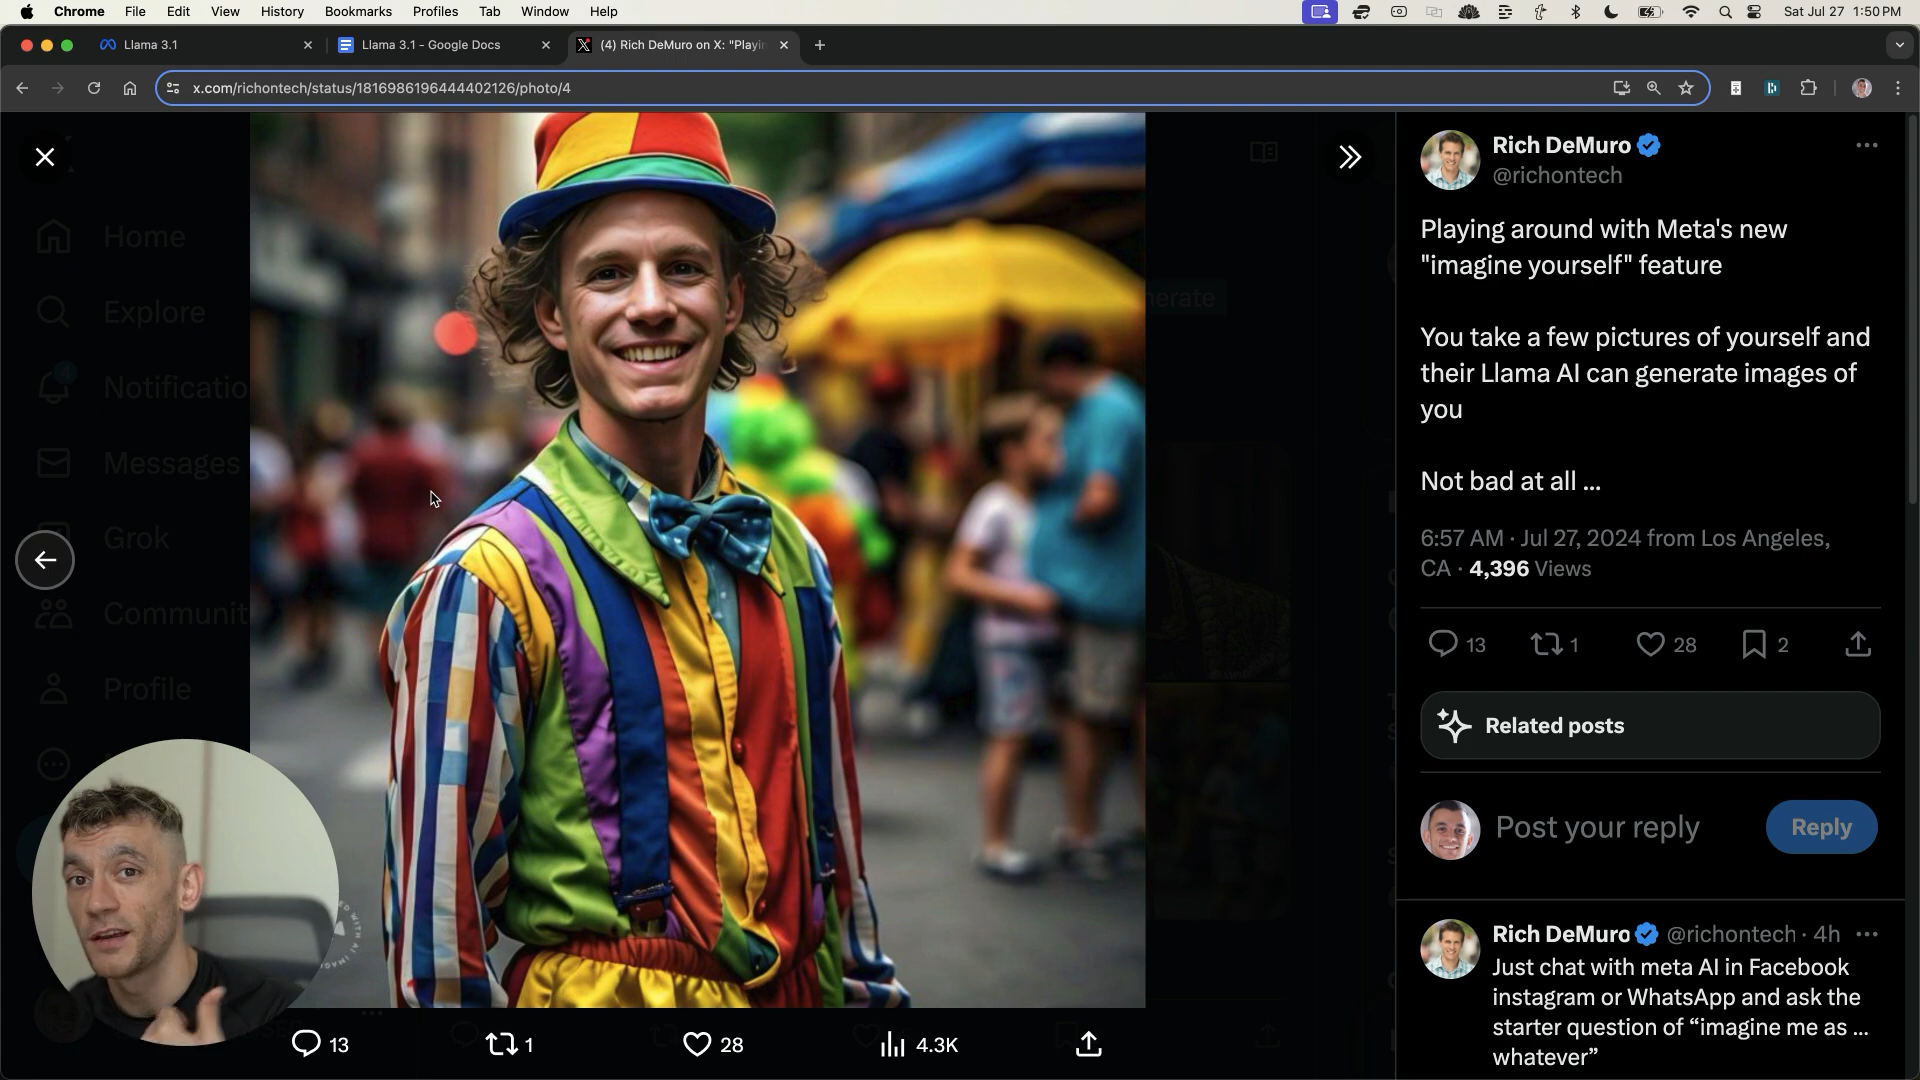 Chrome File Edit View History Bookmarks Profiles Tab Window Help Sat Jul 27 1:50 PM
Llama 3.1
Llama 3.1 - Google Docs
(4) Rich DeMuro on X: "Playin
x.com/richontech/status/1816986196444402126/photo/4
Home
Explore
Notificatio
Messages
Grok
Communit
Profile
nerate
Rich DeMuro
@richontech
Playing around with Meta's new
"imagine yourself" feature
You take a few pictures of yourself and
their Llama AI can generate images of
you
Not bad at all ...
6:57 AM · Jul 27, 2024 from Los Angeles,
CA · 4,396 Views
13 1 28 2
Related posts
Post your reply
Reply
Rich DeMuro @richontech · 4h
Just chat with meta AI in Facebook
instagram or WhatsApp and ask the
starter question of “imagine me as ...
whatever”
13 1 28 4.3K